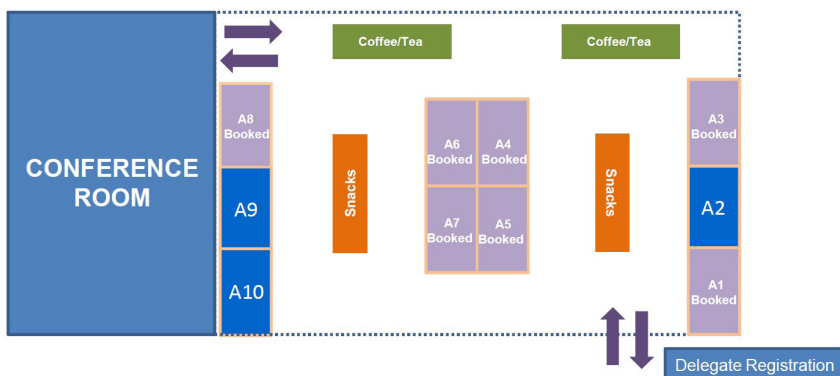 Coffee/Tea
Coffee/Tea
CONFERENCE
ROOM
A8
Booked
A9
A10
Snacks
A6
Booked
A4
Booked
A7
Booked
A5
Booked
Snacks
A3
Booked
A2
A1
Booked
Delegate Registration